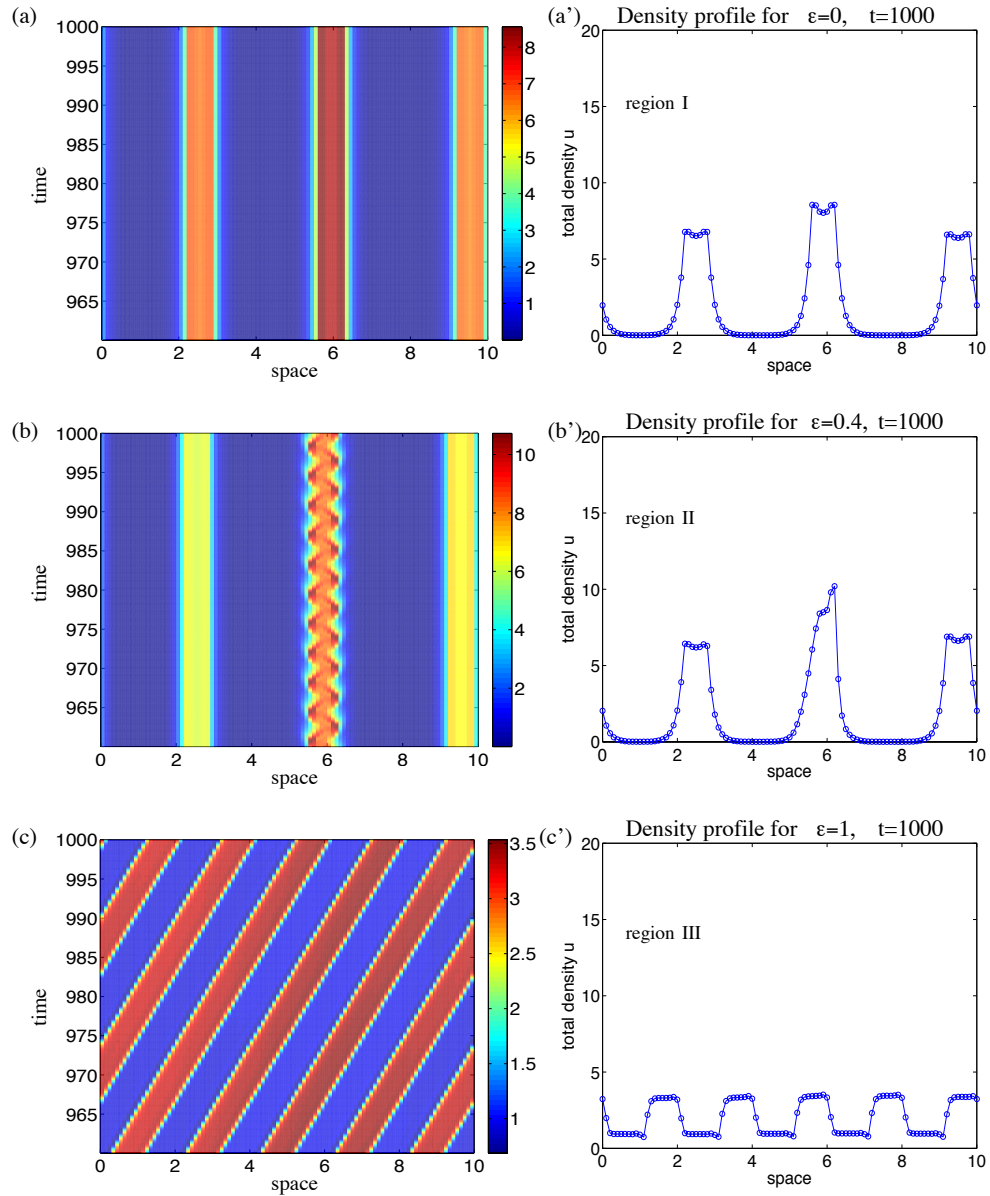 (a)
1000
995
990
985
980
975
970
965
time
0 2 4 6 8 10
space
8
7
6
5
4
3
2
1
(a')
Density profile for ε=0, t=1000
region I
20
15
10
5
0
total density u
0 2 4 6 8 10
space
(b)
1000
995
990
985
980
975
970
965
time
0 2 4 6 8 10
space
10
8
6
4
2
(b')
Density profile for ε=0.4, t=1000
region II
20
15
10
5
0
total density u
0 2 4 6 8 10
space
(c)
1000
995
990
985
980
975
970
965
time
0 2 4 6 8 10
space
3.5
3
2.5
2
1.5
1
(c')
Density profile for ε=1, t=1000
region III
20
15
10
5
0
total density u
0 2 4 6 8 10
space